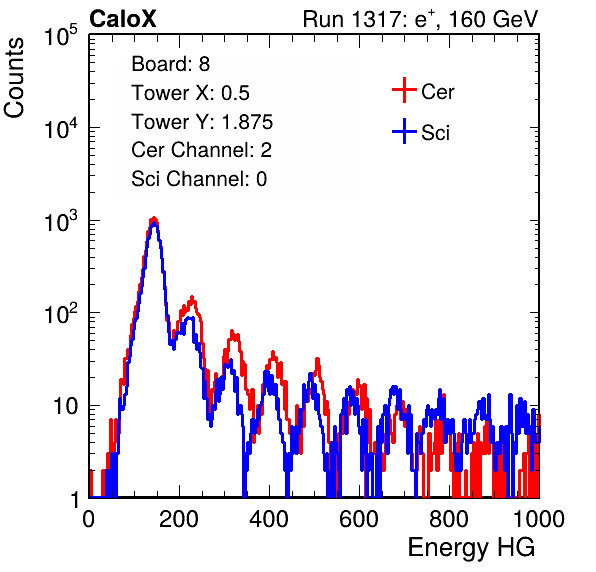 CaloX Run 1317: e⁺, 160 GeV
Counts
10⁵
10⁴
10³
10²
10
1
Board: 8
Tower X: 0.5
Tower Y: 1.875
Cer Channel: 2
Sci Channel: 0
Cer
Sci
0 200 400 600 800 1000
Energy HG